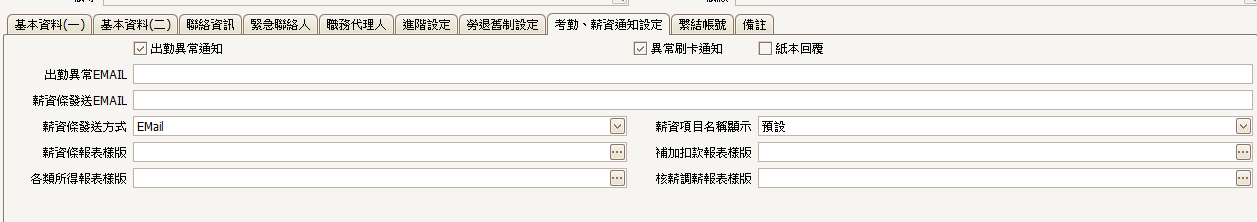 基本資料(一) 基本資料(二) 聯絡資訊 緊急聯絡人 職務代理人 進階設定 勞退舊制設定 考勤、薪資通知設定 繫結帳號 備註
出勤異常通知 異常刷卡通知 紙本回覆
出勤異常EMAIL
薪資條發送EMAIL
薪資條發送方式 EMail 薪資項目名稱顯示 預設
薪資條報表樣版 補加扣款報表樣版
各類所得報表樣版 核薪調薪報表樣版